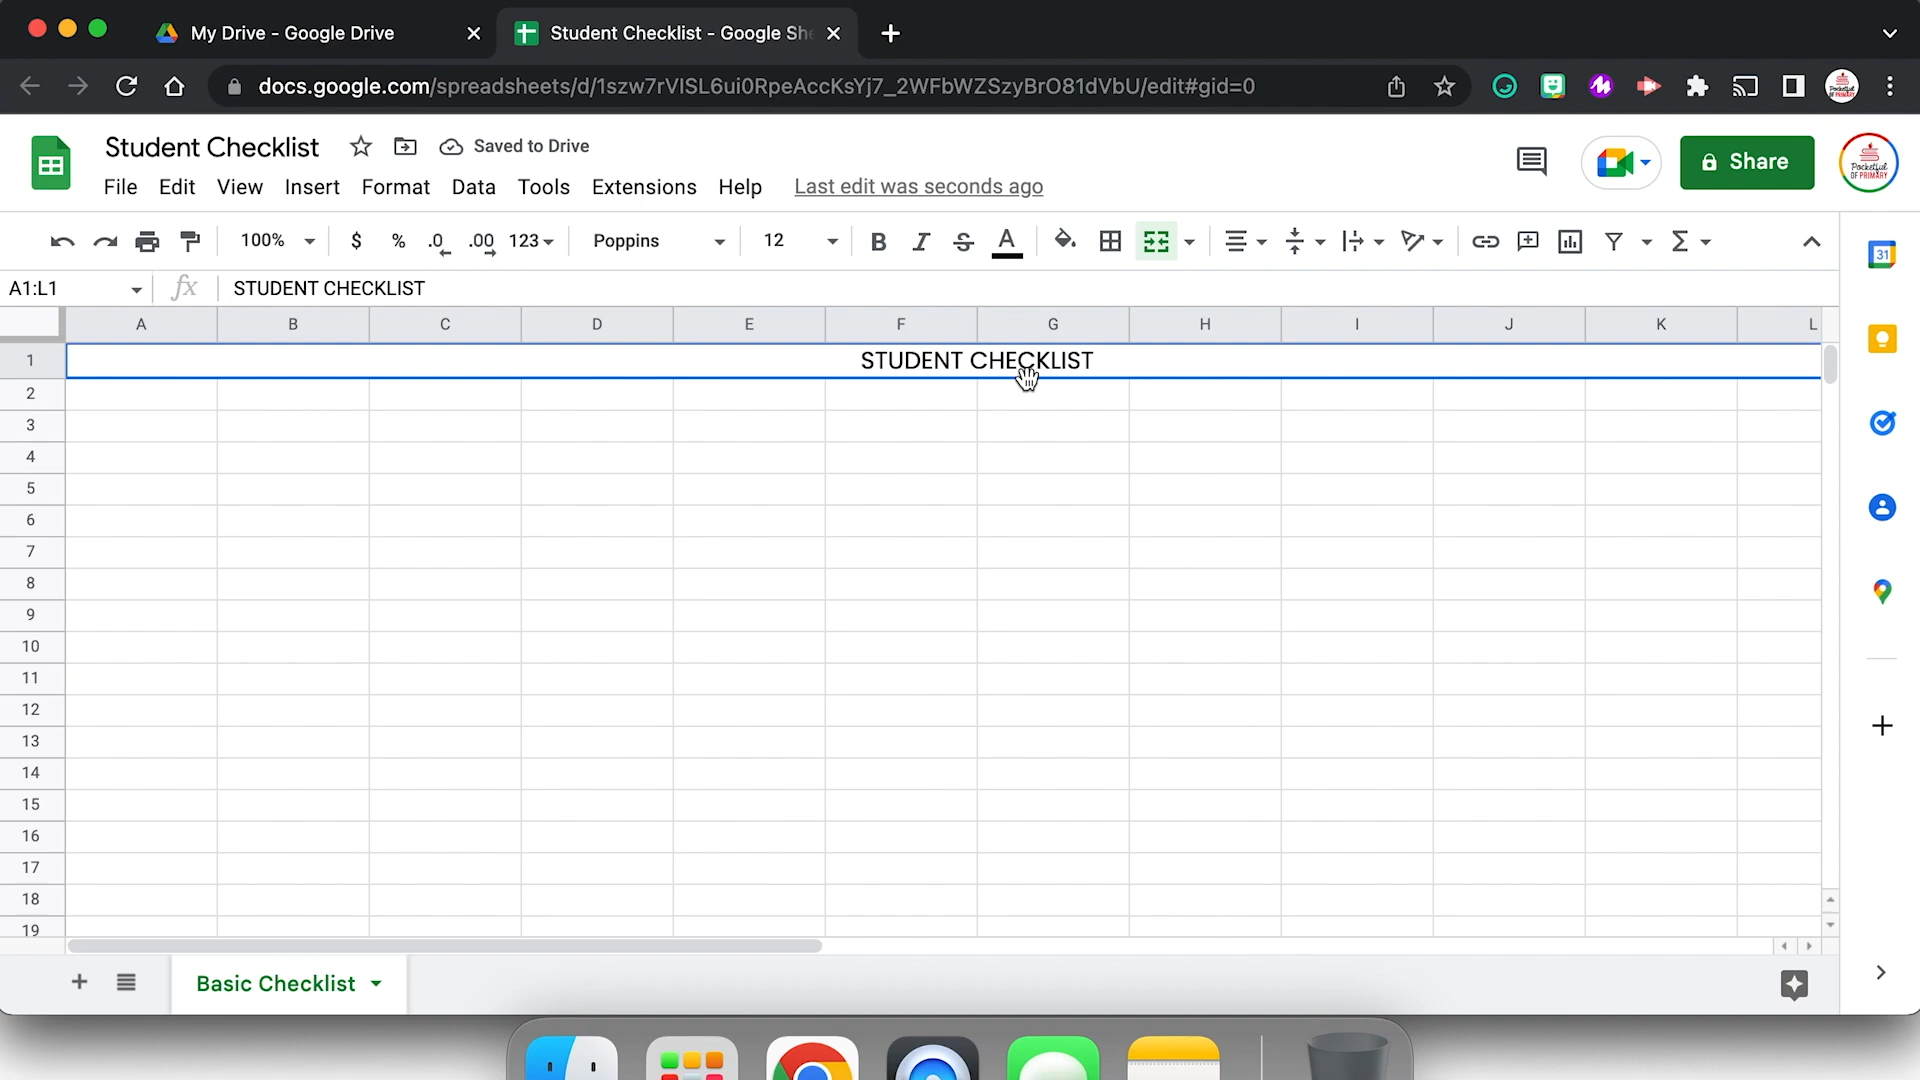 My Drive - Google Drive
Student Checklist - Google She
docs.google.com/spreadsheets/d/1szw7rVISL6ui0RpeAccKsYj7_2WFbWZSzyBrO81dVbU/edit#gid=0
Student Checklist
Saved to Drive
File Edit View Insert Format Data Tools Extensions Help Last edit was seconds ago
Share
100% $ % .0 .00 123 Poppins 12 B I S A
31
A1:L1 fx STUDENT CHECKLIST
A B C D E F G H I J K L
1 STUDENT CHECKLIST
2
3
4
5
6
7
8
9
10
11
12
13
14
15
16
17
18
19
Basic Checklist